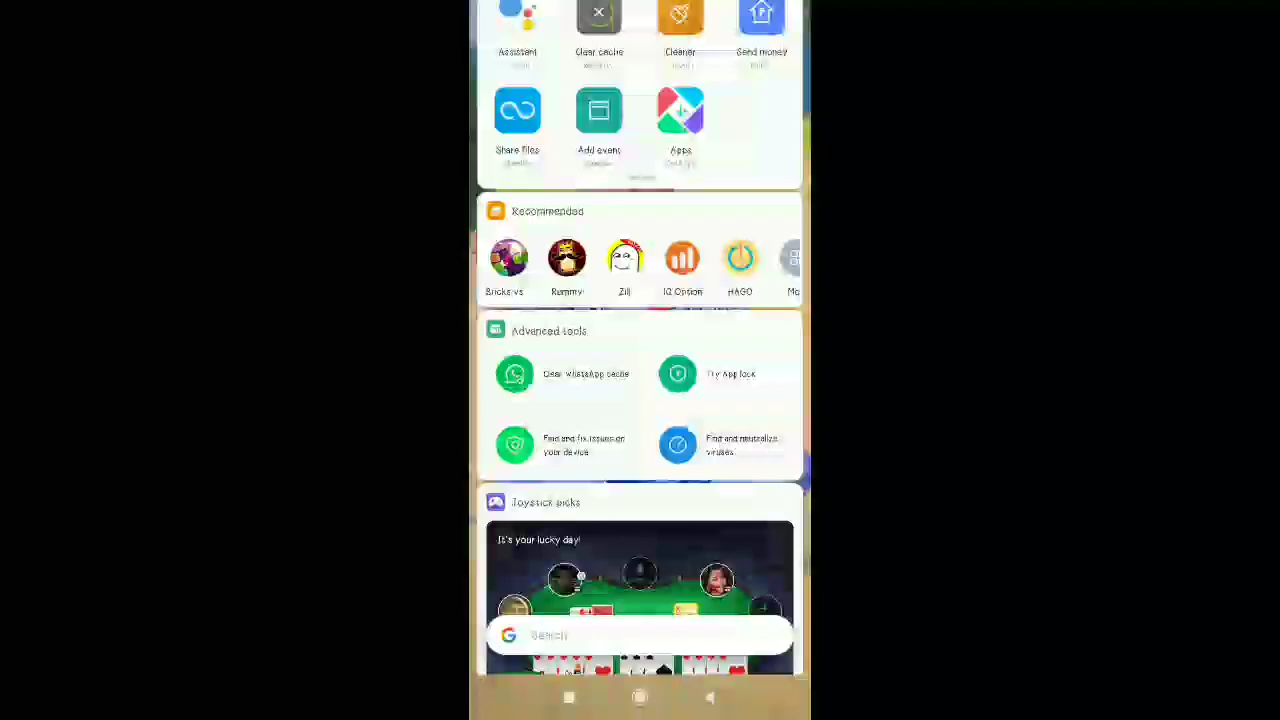 Assistant Clear cache Cleaner Send money
Share files Add event Apps
Recommended
Bricks vs Rummy Zili IQ Option HAGO Mo
Advanced tools
Clear WhatsApp cache Try App lock
Find and fix issues on Find and neutralize
your device viruses
Joystick picks
It's your lucky day!
Search